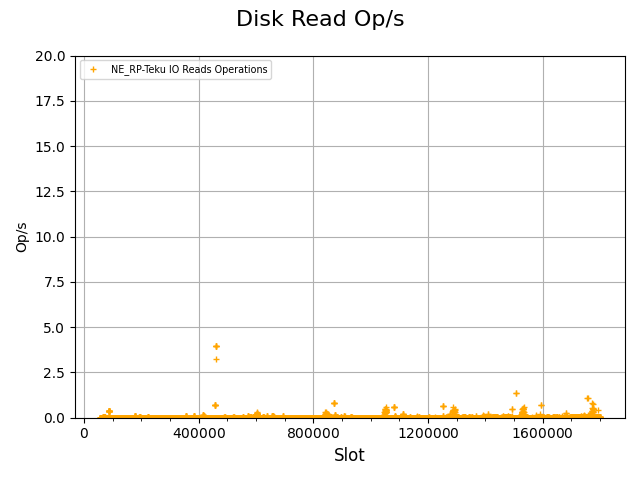 Disk Read Op/s
20.0
NE_RP-Teku IO Reads Operations
17.5
15.0
12.5
Op/s
10.0
7.5
5.0
2.5
0.0
0 400000 800000 1200000 1600000
Slot